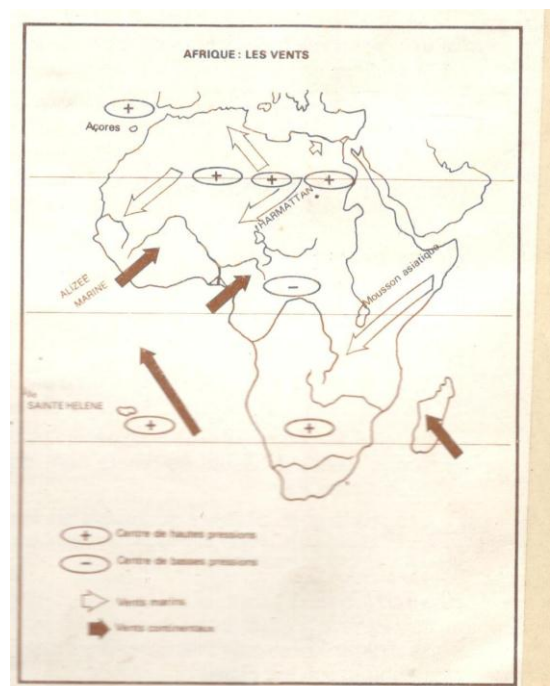 AFRIQUE : LES VENTS
+
Açores
+ + +
HARMATTAN
Mousson asiatique
ALIZEE
MARINE
−
Ile
SAINTE HELENE
+
+
+ Centre de hautes pressions
− Centre de basses pressions
Vents marins
Vents continentaux